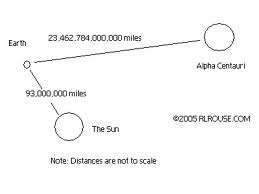 23,462,784,000,000 miles
Earth
Alpha Centauri
93,000,000 miles
©2005 RLROUSE.COM
The Sun
Note: Distances are not to scale